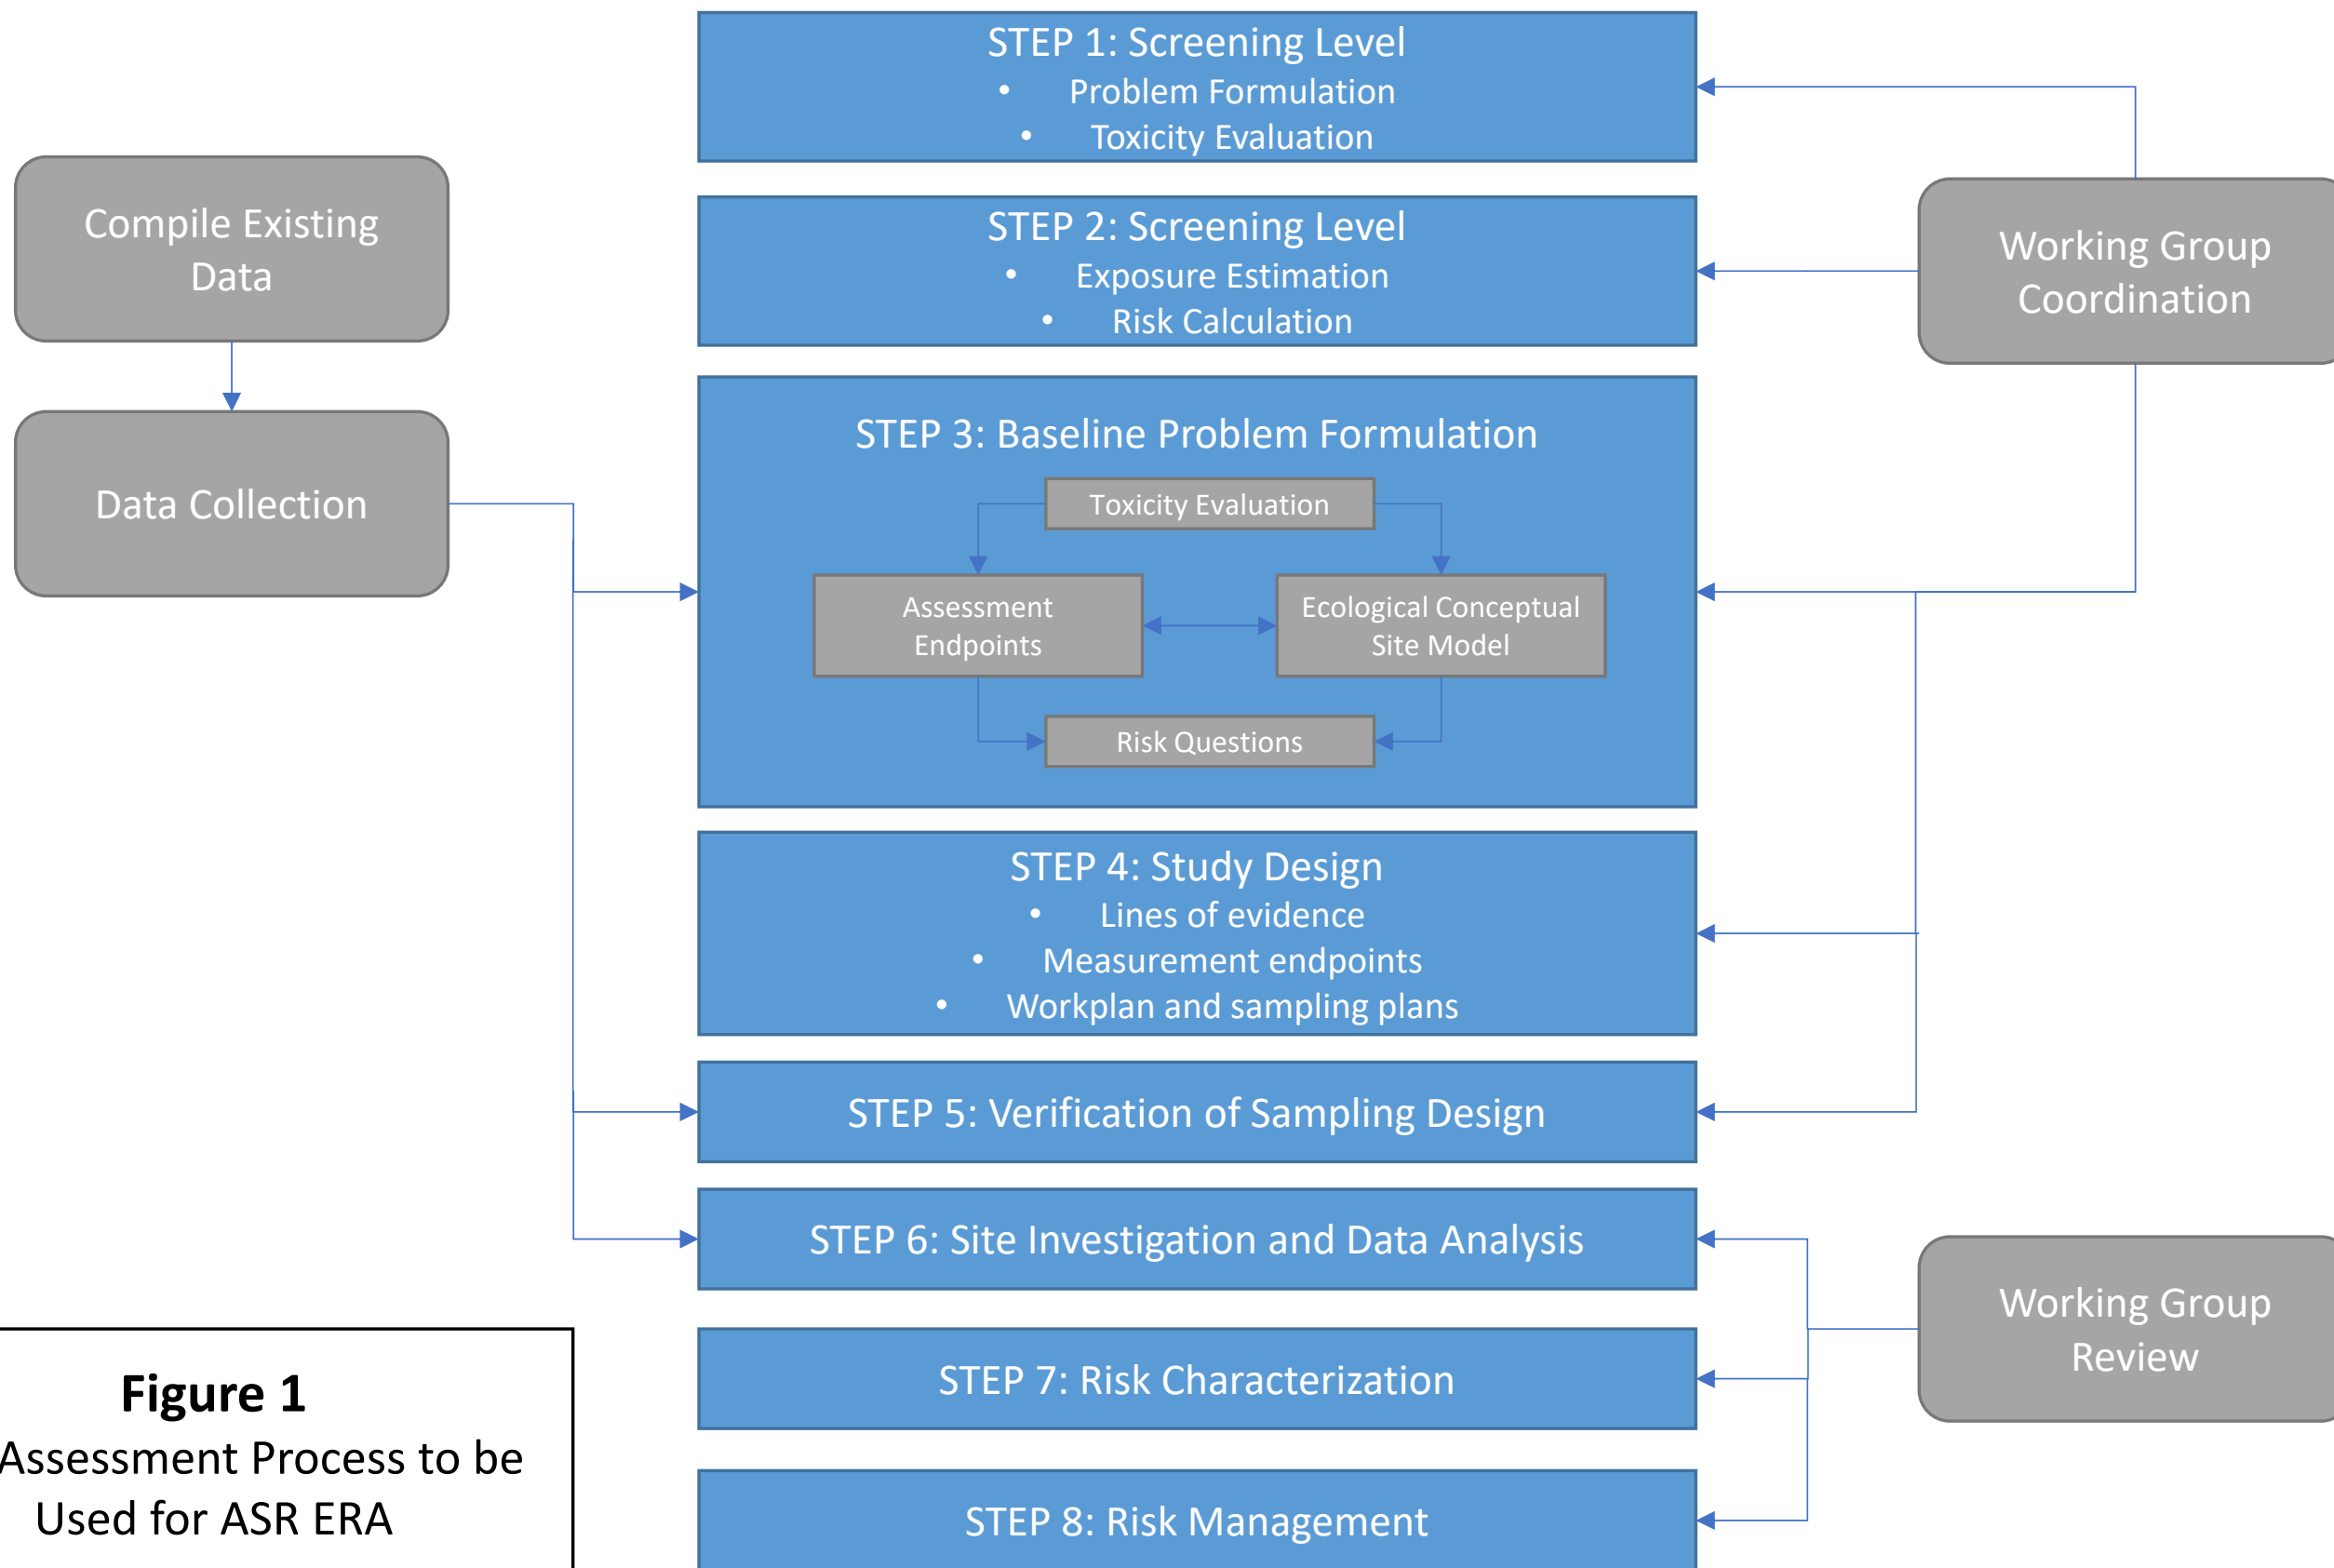 STEP 1: Screening Level
• Problem Formulation
• Toxicity Evaluation
Compile Existing
Data
STEP 2: Screening Level
• Exposure Estimation
• Risk Calculation
Working Group
Coordination
Data Collection
STEP 3: Baseline Problem Formulation
Toxicity Evaluation
Assessment
Endpoints
Ecological Conceptual
Site Model
Risk Questions
STEP 4: Study Design
• Lines of evidence
• Measurement endpoints
• Workplan and sampling plans
STEP 5: Verification of Sampling Design
STEP 6: Site Investigation and Data Analysis
Working Group
Review
STEP 7: Risk Characterization
STEP 8: Risk Management
Figure 1
Assessment Process to be
Used for ASR ERA